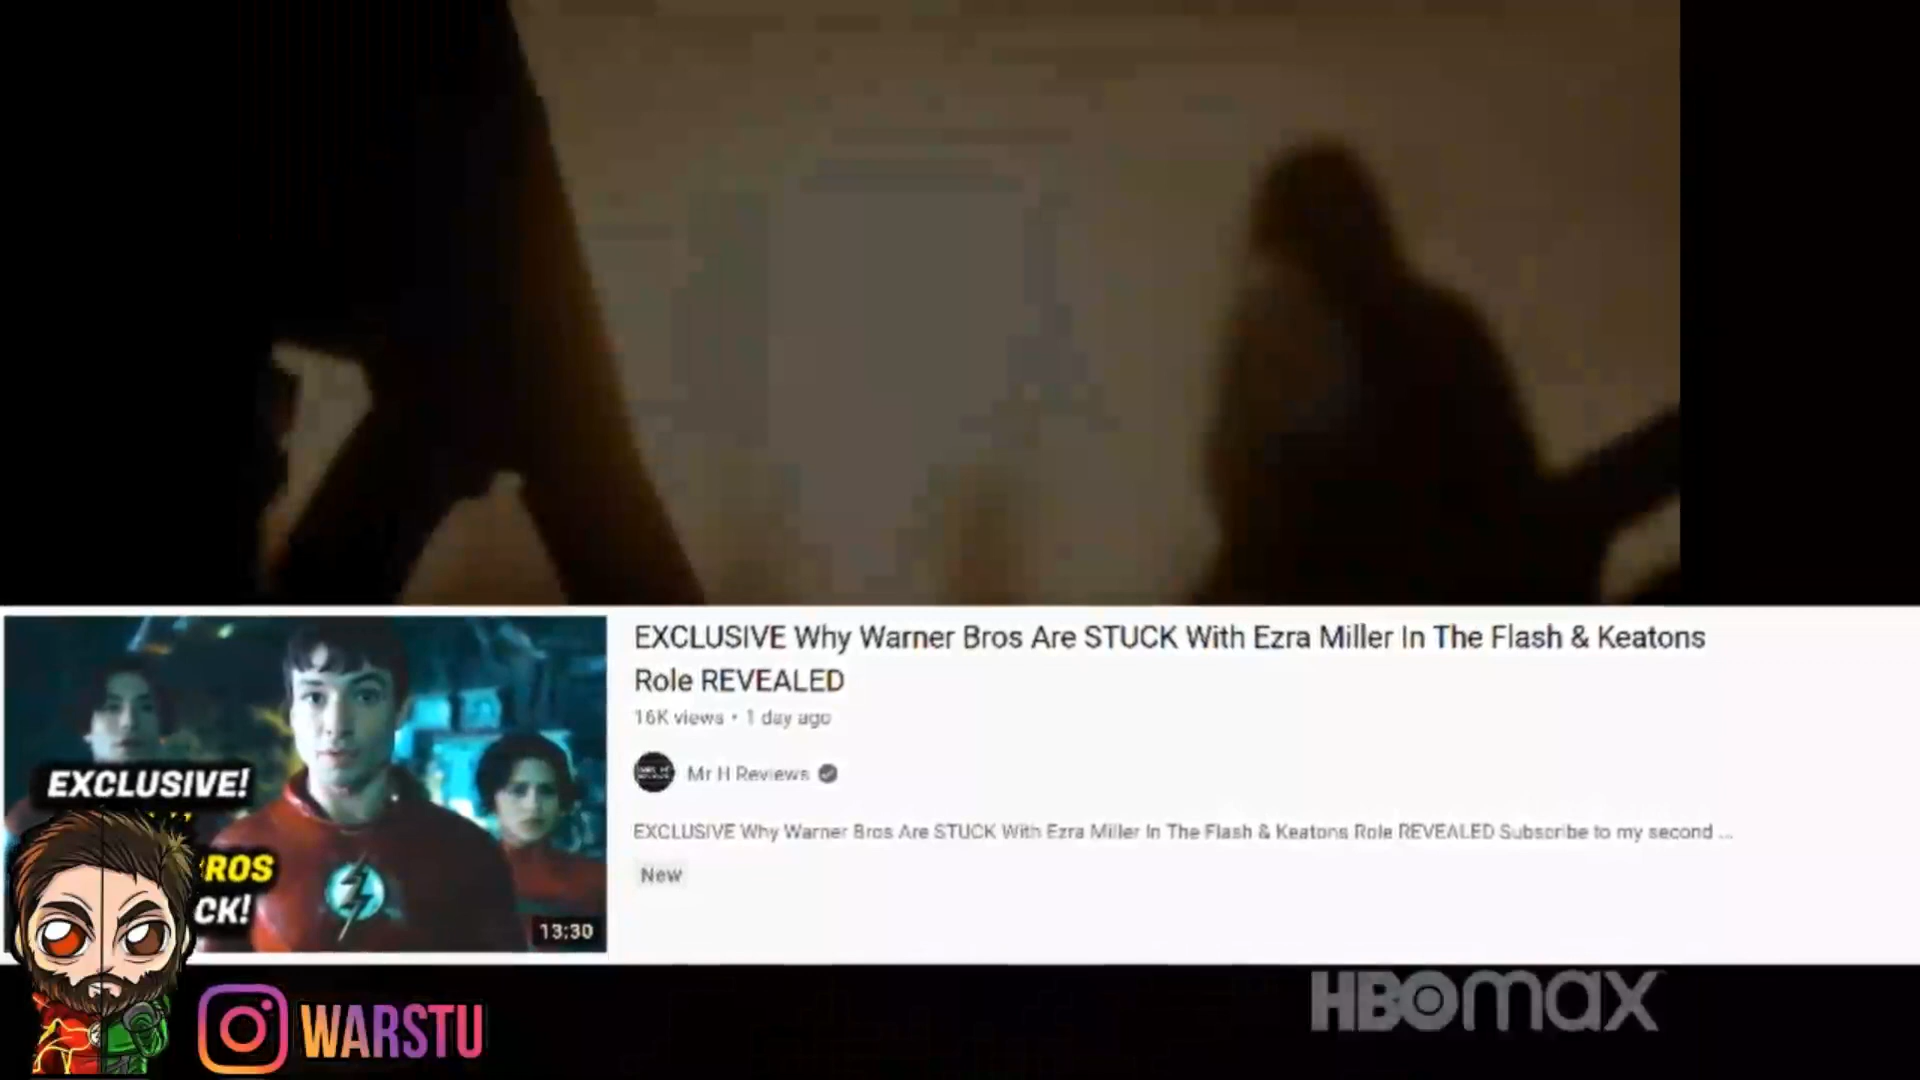 EXCLUSIVE Why Warner Bros Are STUCK With Ezra Miller In The Flash & Keatons
Role REVEALED
16K views • 1 day ago
Mr H Reviews
EXCLUSIVE Why Warner Bros Are STUCK With Ezra Miller In The Flash & Keatons Role REVEALED Subscribe to my second ...
New
EXCLUSIVE!
ROS
CK!
13:30
WARSTU
HBOmax